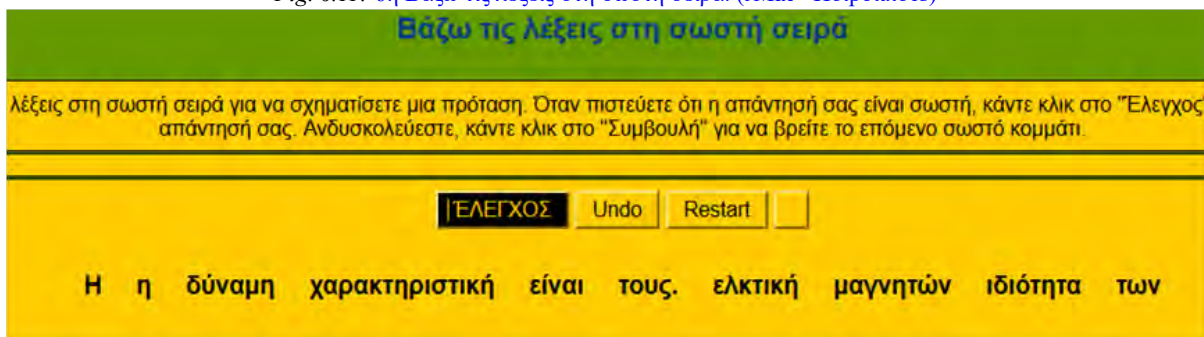 Βάζω τις λέξεις στη σωστή σειρά
λέξεις στη σωστή σειρά για να σχηματίσετε μια πρόταση. Όταν πιστεύετε ότι η απάντησή σας είναι σωστή, κάντε κλικ στο "Έλεγχος
απάντησή σας. Ανδυσκολεύεστε, κάντε κλικ στο "Συμβουλή" για να βρείτε το επόμενο σωστό κομμάτι.
ΈΛΕΓΧΟΣ Undo Restart
Η η δύναμη χαρακτηριστική είναι τους. ελκτική μαγνητών ιδιότητα των